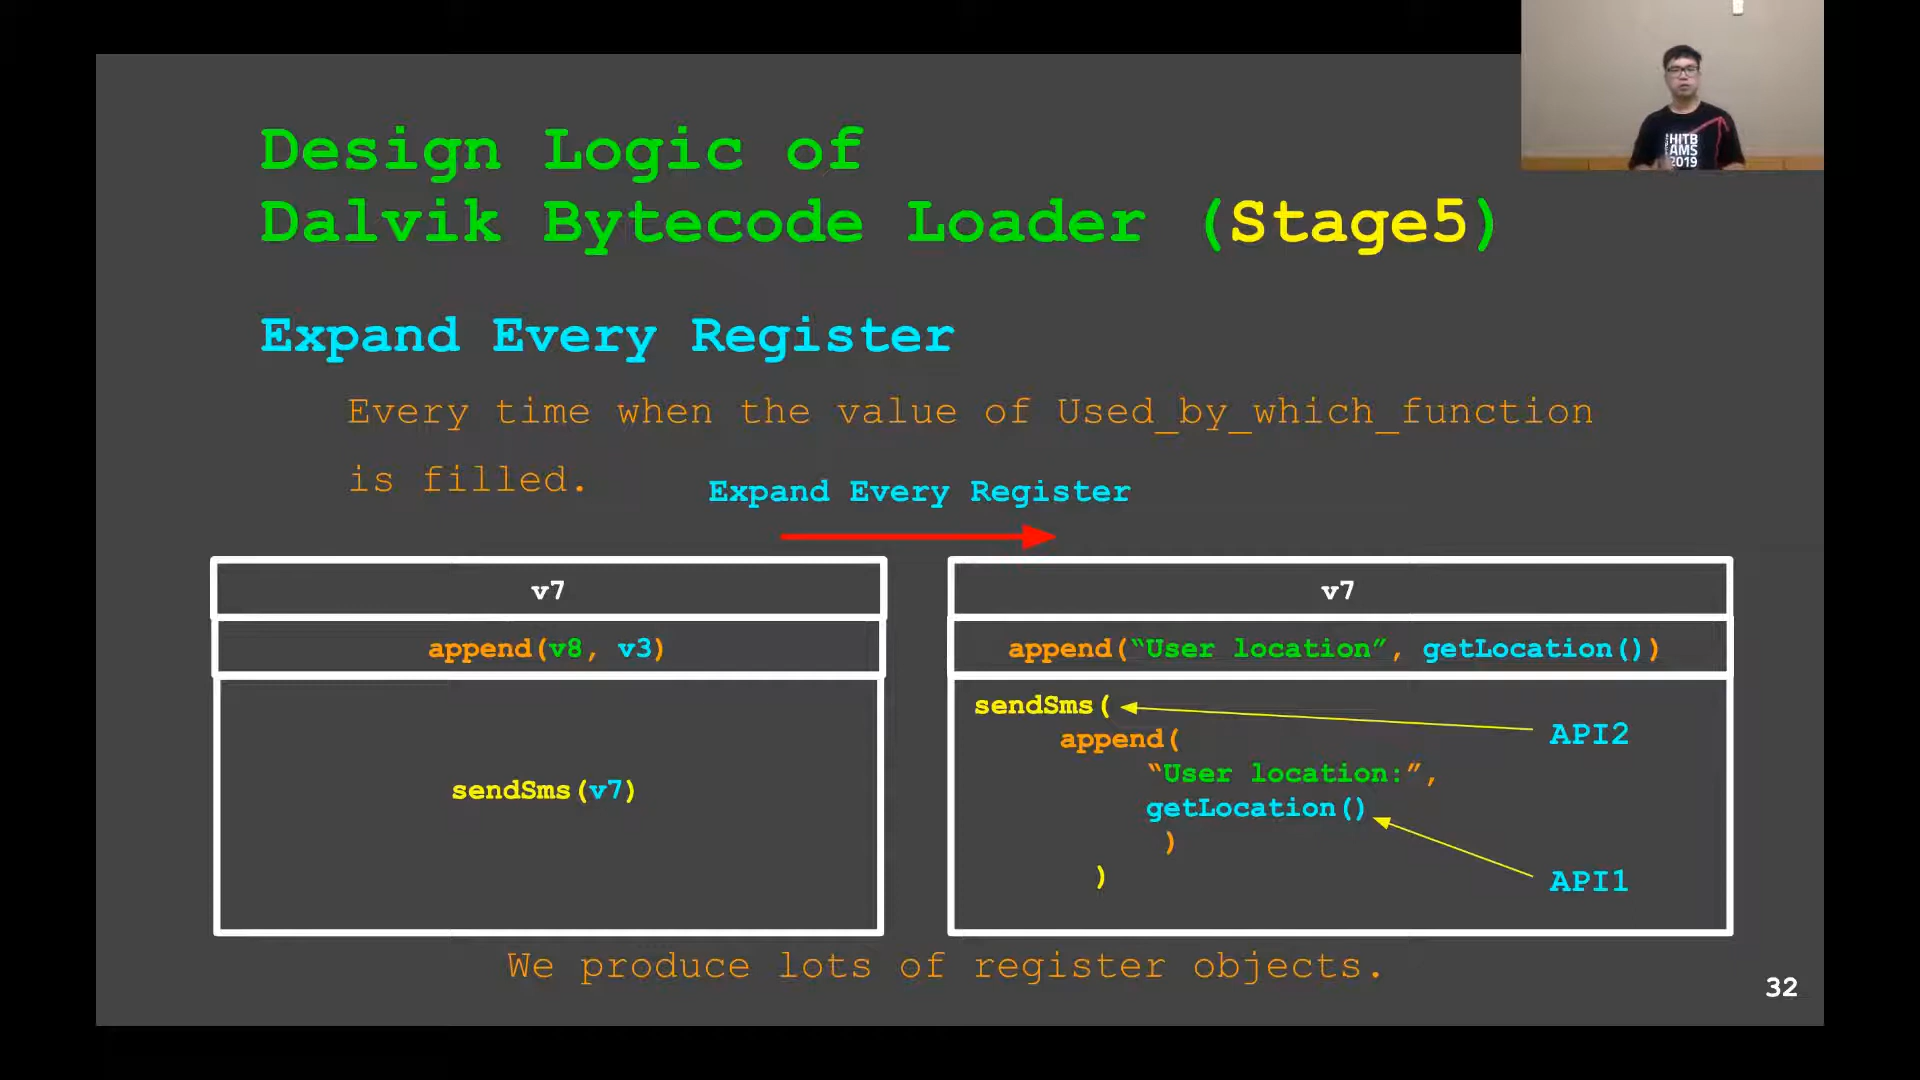 HITB
AMS
2019
Design Logic of
Dalvik Bytecode Loader (Stage5)
Expand Every Register
Every time when the value of Used_by_which_function
is filled.
Expand Every Register
v7
append(v8, v3)
sendSms(v7)
v7
append(“User location”, getLocation())
sendSms(
append(
“User location:”,
getLocation()
)
)
API2
API1
We produce lots of register objects.
32